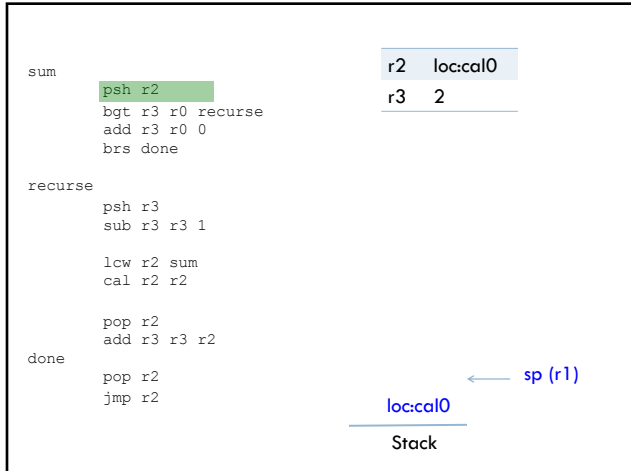 sum
psh r2
bgt r3 r0 recurse
add r3 r0 0
brs done
recurse
psh r3
sub r3 r3 1
lcw r2 sum
cal r2 r2
pop r2
add r3 r3 r2
done
pop r2
jmp r2
r2 loc:cal0
r3 2
sp (r1)
loc:cal0
Stack